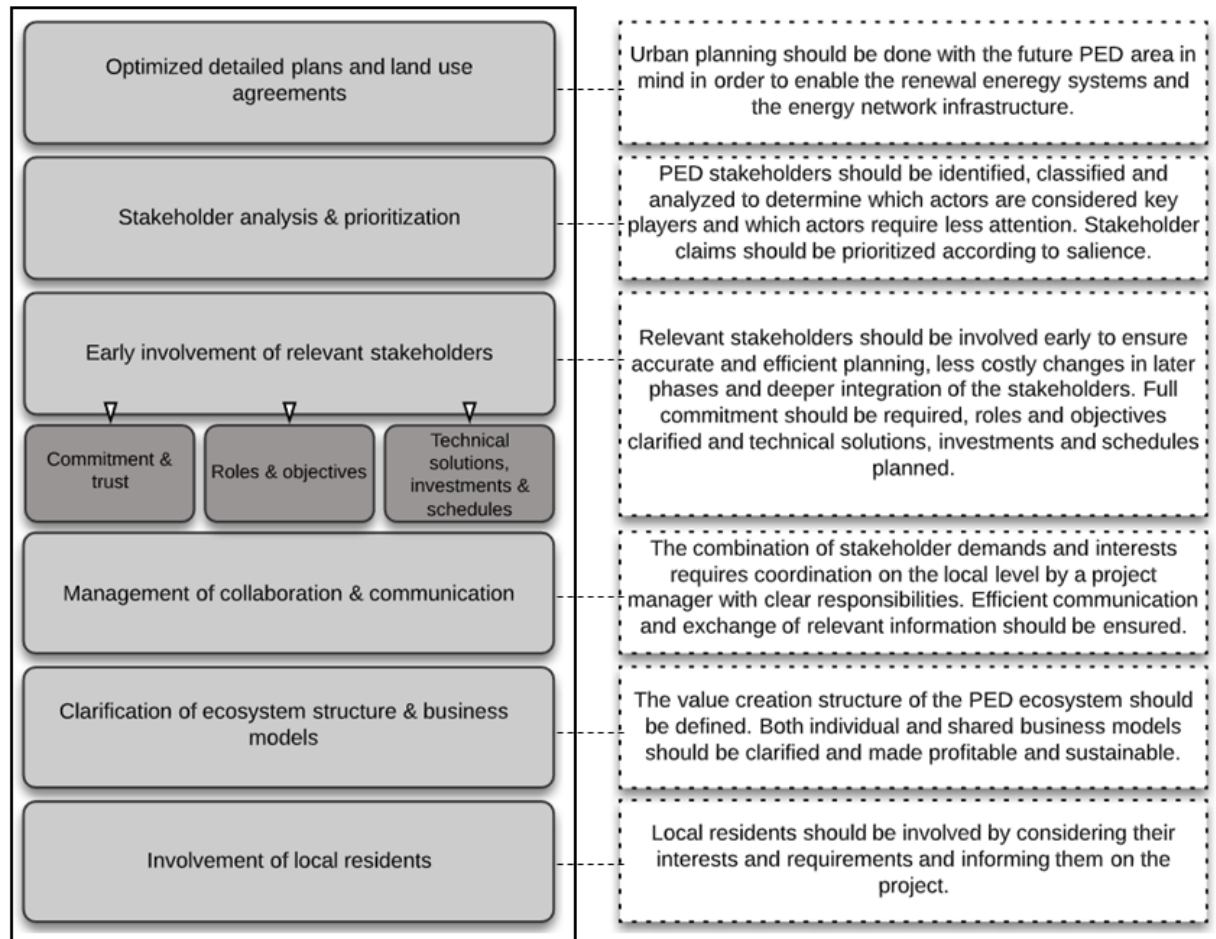 Optimized detailed plans and land use
agreements
Urban planning should be done with the future PED area in
mind in order to enable the renewal eneregy systems and
the energy network infrastructure.
Stakeholder analysis & prioritization
PED stakeholders should be identified, classified and
analyzed to determine which actors are considered key
players and which actors require less attention. Stakeholder
claims should be prioritized according to salience.
Early involvement of relevant stakeholders
Commitment &
trust
Roles & objectives
Technical
solutions,
investments &
schedules
Relevant stakeholders should be involved early to ensure
accurate and efficient planning, less costly changes in later
phases and deeper integration of the stakeholders. Full
commitment should be required, roles and objectives
clarified and technical solutions, investments and schedules
planned.
Management of collaboration & communication
The combination of stakeholder demands and interests
requires coordination on the local level by a project
manager with clear responsibilities. Efficient communication
and exchange of relevant information should be ensured.
Clarification of ecosystem structure & business
models
The value creation structure of the PED ecosystem should
be defined. Both individual and shared business models
should be clarified and made profitable and sustainable.
Involvement of local residents
Local residents should be involved by considering their
interests and requirements and informing them on the
project.